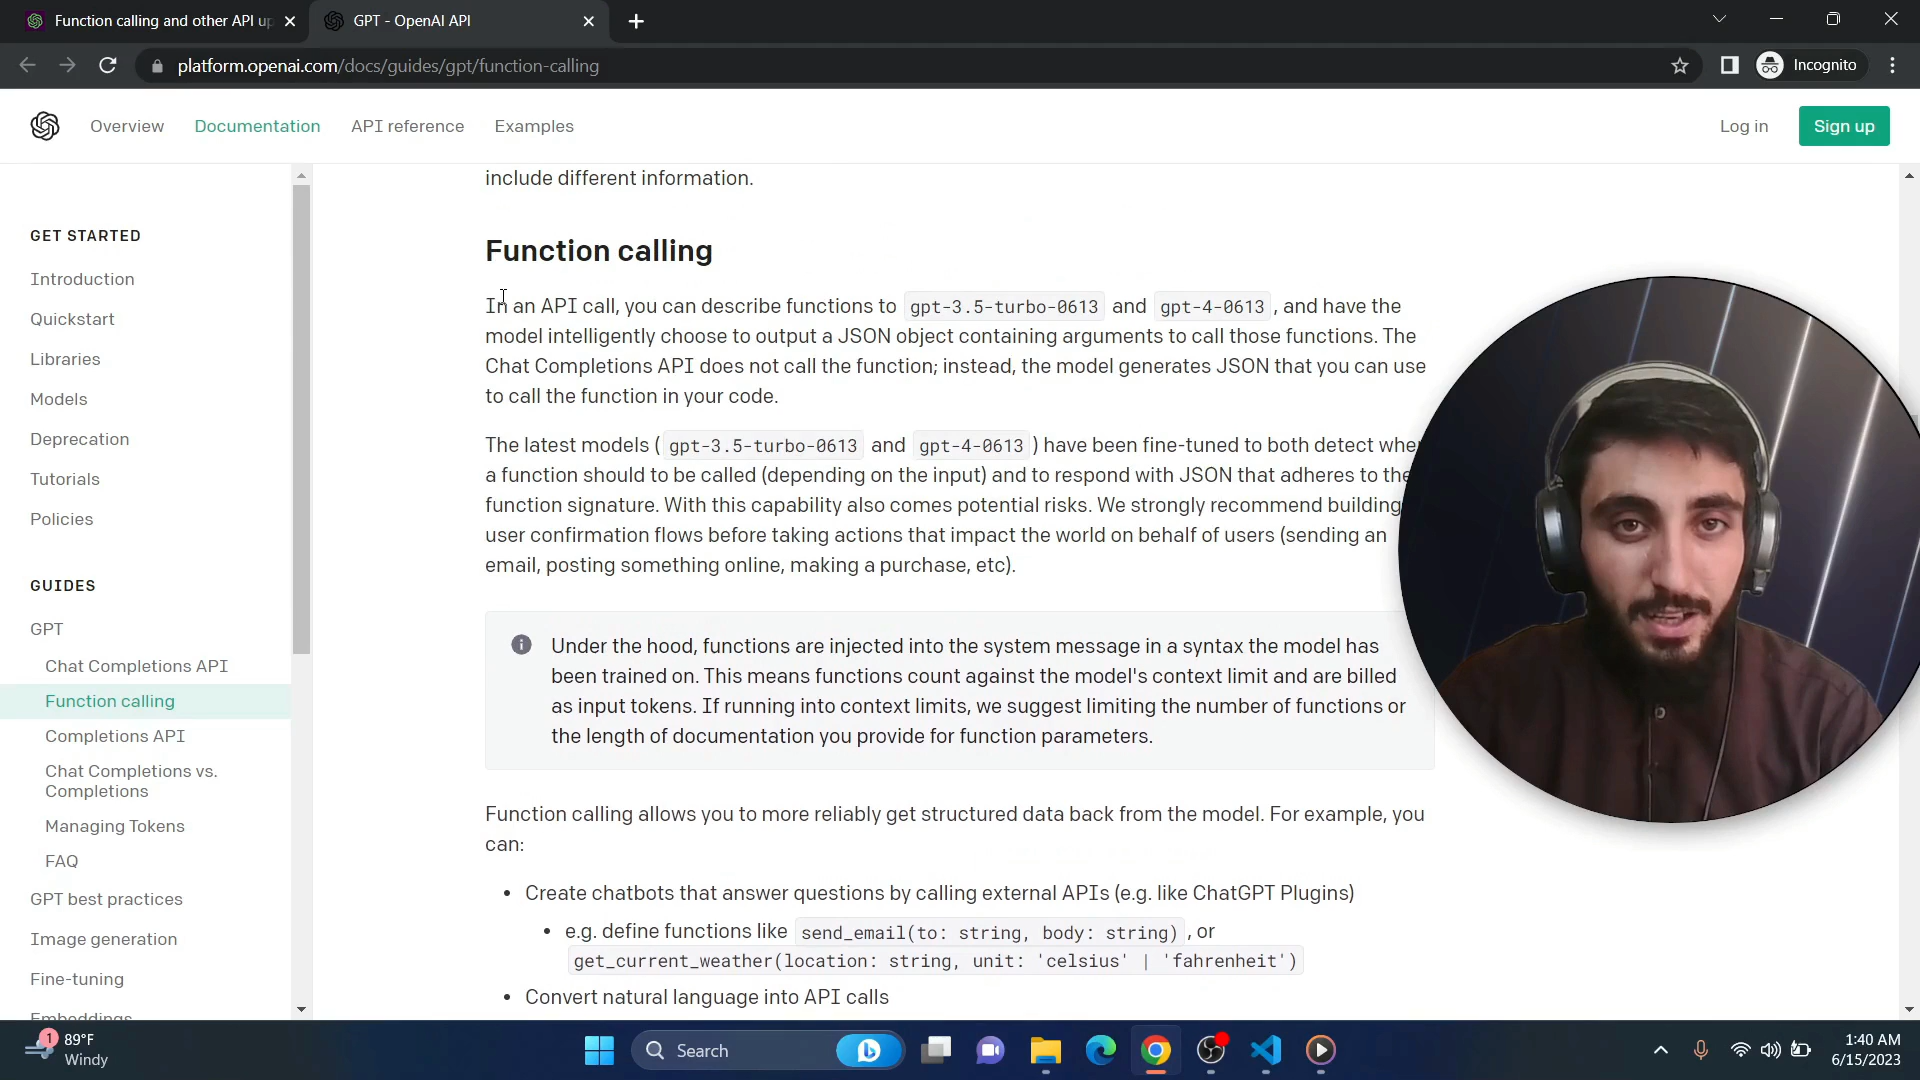 Function calling and other API up
GPT - OpenAI API
platform.openai.com/docs/guides/gpt/function-calling
Incognito
Overview
Documentation
API reference
Examples
Log in
Sign up
GET STARTED
Introduction
Quickstart
Libraries
Models
Deprecation
Tutorials
Policies
GUIDES
GPT
Chat Completions API
Function calling
Completions API
Chat Completions vs.
Completions
Managing Tokens
FAQ
GPT best practices
Image generation
Fine-tuning
Embeddings
include different information.
Function calling
In an API call, you can describe functions to gpt-3.5-turbo-0613 and gpt-4-0613, and have the
model intelligently choose to output a JSON object containing arguments to call those functions. The
Chat Completions API does not call the function; instead, the model generates JSON that you can use
to call the function in your code.
The latest models (gpt-3.5-turbo-0613 and gpt-4-0613) have been fine-tuned to both detect when
a function should to be called (depending on the input) and to respond with JSON that adheres to the
function signature. With this capability also comes potential risks. We strongly recommend building
user confirmation flows before taking actions that impact the world on behalf of users (sending an
email, posting something online, making a purchase, etc).
Under the hood, functions are injected into the system message in a syntax the model has
been trained on. This means functions count against the model's context limit and are billed
as input tokens. If running into context limits, we suggest limiting the number of functions or
the length of documentation you provide for function parameters.
Function calling allows you to more reliably get structured data back from the model. For example, you
can:
• Create chatbots that answer questions by calling external APIs (e.g. like ChatGPT Plugins)
• e.g. define functions like send_email(to: string, body: string), or
get_current_weather(location: string, unit: 'celsius' | 'fahrenheit')
• Convert natural language into API calls
1
89°F
Windy
Search
1:40 AM
6/15/2023